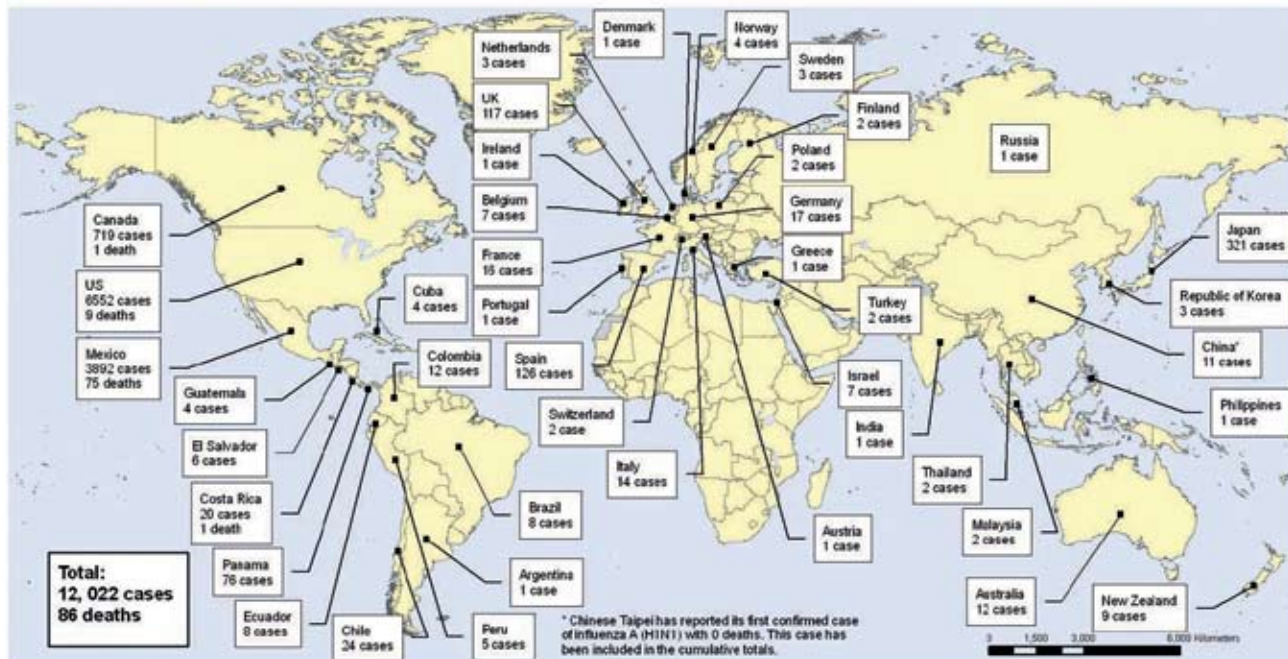 Denmark
1 case
Norway
4 cases
Netherlands
3 cases
Sweden
3 cases
UK
117 cases
Finland
2 cases
Ireland
1 case
Poland
2 cases
Russia
1 case
Belgium
7 cases
Germany
17 cases
Canada
719 cases
1 death
Japan
321 cases
France
16 cases
Greece
1 case
US
6552 cases
9 deaths
Cuba
4 cases
Portugal
1 case
Turkey
2 cases
Republic of Korea
3 cases
Mexico
3892 cases
75 deaths
Colombia
12 cases
Spain
126 cases
Israel
7 cases
China*
11 cases
Guatemala
4 cases
Switzerland
2 case
India
1 case
Philippines
1 case
El Salvador
6 cases
Italy
14 cases
Thailand
2 cases
Costa Rica
20 cases
1 death
Brazil
8 cases
Austria
1 case
Malaysia
2 cases
Panama
76 cases
Argentina
1 case
Australia
12 cases
New Zealand
9 cases
Ecuador
8 cases
Chile
24 cases
Peru
5 cases
Total:
12, 022 cases
86 deaths
* Chinese Taipei has reported its first confirmed case
of influenza A (H1N1) with 0 deaths. This case has
been included in the cumulative totals.
0 1,500 3,000 6,000 Kilometers